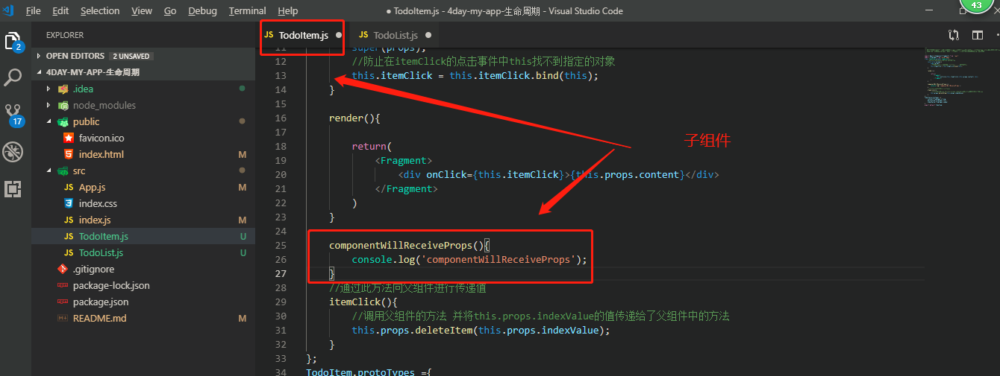 File Edit Selection View Go Debug Terminal Help
● TodoItem.js - 4day-my-app-生命周期 - Visual Studio Code
43
EXPLORER
OPEN EDITORS 2 UNSAVED
4DAY-MY-APP-生命周期
.idea
node_modules
public
favicon.ico
index.html M
src
App.js M
index.css
index.js M
TodoItem.js U
TodoList.js U
.gitignore
package-lock.json
package.json
README.md M
2
17
JS TodoItem.js ●
JS TodoList.js ●
11 super(props);
12 //防止在itemClick的点击事件中this找不到指定的对象
13 this.itemClick = this.itemClick.bind(this);
14 }
15
16 render(){
17
18 return(
19 <Fragment>
20 <div onClick={this.itemClick}>{this.props.content}</div>
21 </Fragment>
22 )
23 }
24
25 componentWillReceiveProps(){
26 console.log('componentWillReceiveProps');
27 }
28 //通过此方法向父组件进行传递值
29 itemClick(){
30 //调用父组件的方法 并将this.props.indexValue的值传递给了父组件中的方法
31 this.props.deleteItem(this.props.indexValue);
32 }
33 };
34 TodoItem.protoTypes ={
子组件